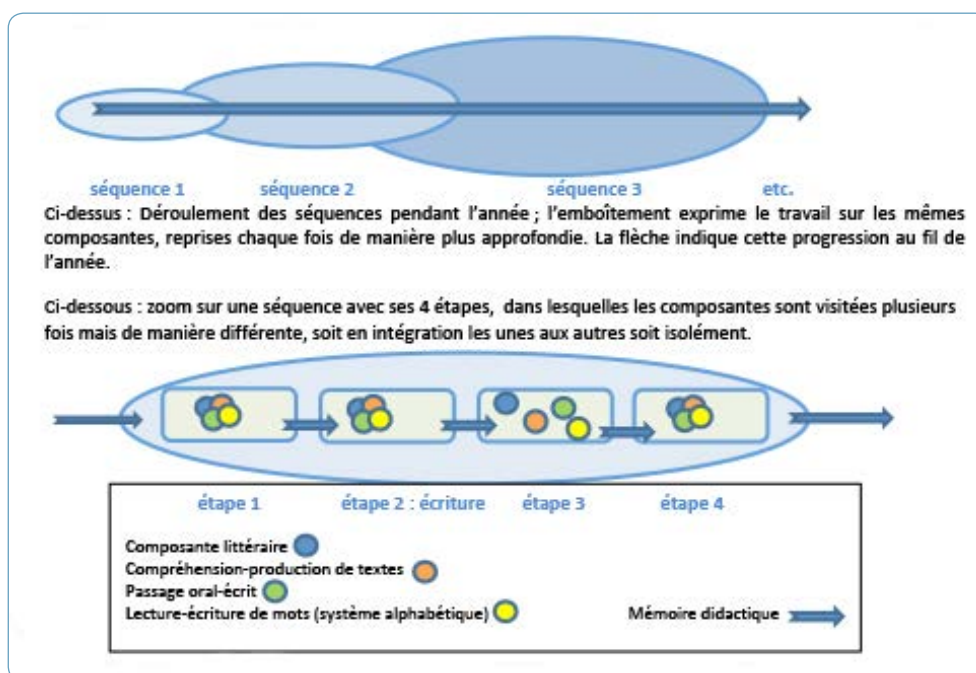 séquence 1 séquence 2 séquence 3 etc.
Ci-dessus : Déroulement des séquences pendant l'année ; l'emboîtement exprime le travail sur les mêmes
composantes, reprises chaque fois de manière plus approfondie. La flèche indique cette progression au fil de
l'année.
Ci-dessous : zoom sur une séquence avec ses 4 étapes, dans lesquelles les composantes sont visitées plusieurs
fois mais de manière différente, soit en intégration les unes aux autres soit isolément.
étape 1 étape 2 : écriture étape 3 étape 4
Composante littéraire
Compréhension-production de textes
Passage oral-écrit
Lecture-écriture de mots (système alphabétique) Mémoire didactique